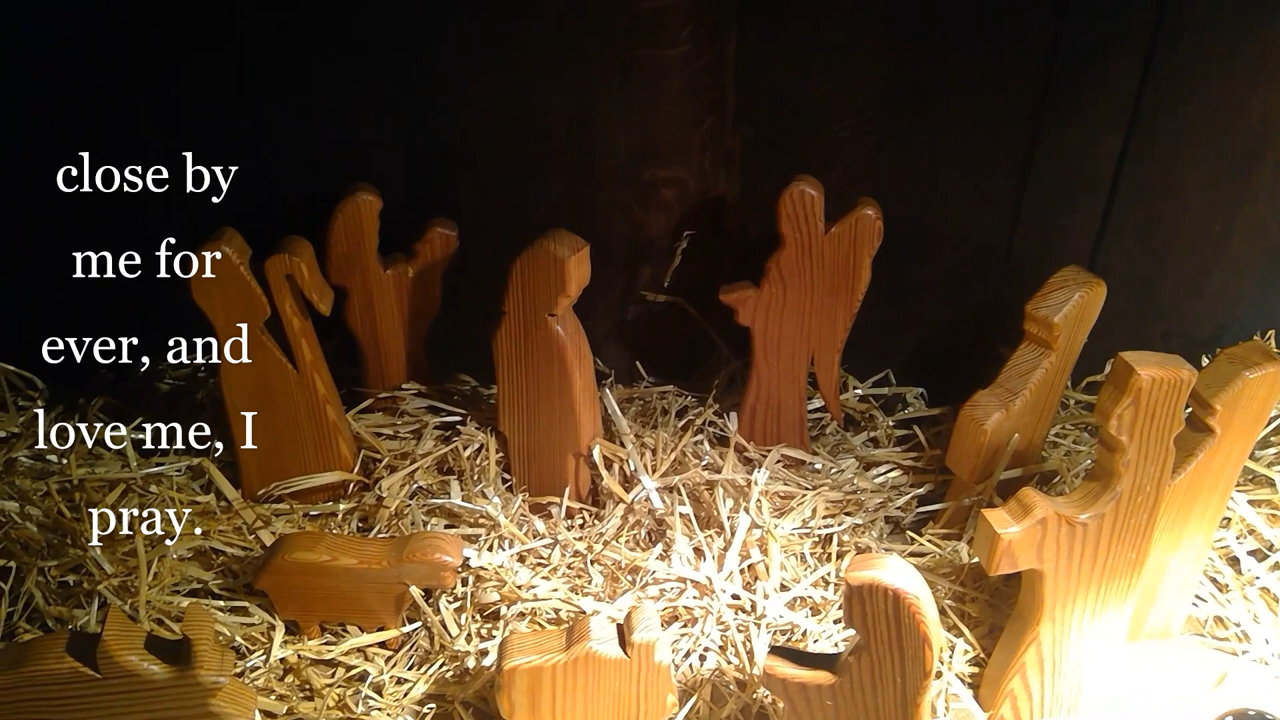 close by
me for
ever, and
love me, I
pray.